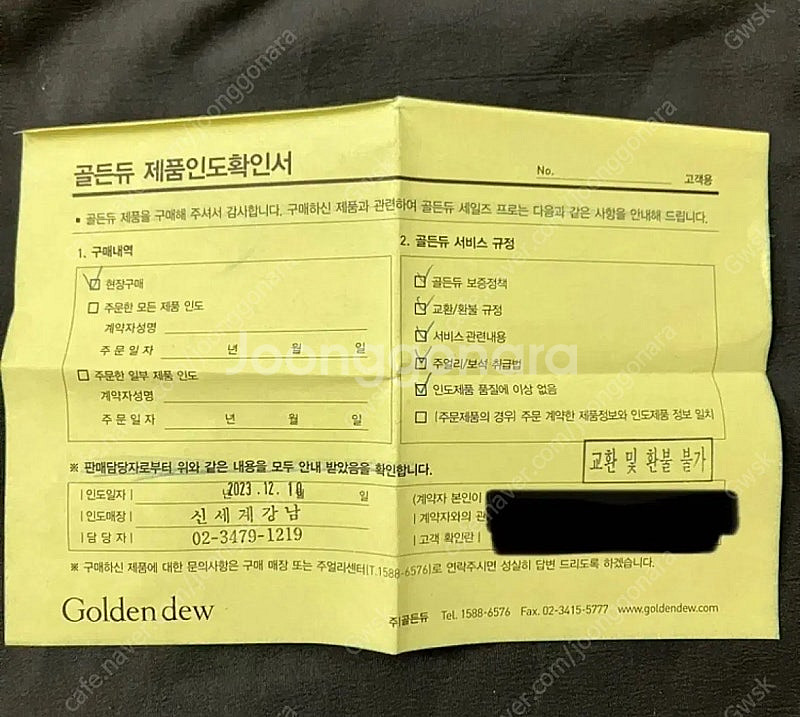 골든듀 제품인도확인서
No.
고객용
▪ 골든듀 제품을 구매해 주셔서 감사합니다. 구매하신 제품과 관련하여 골든듀 세일즈 프로는 다음과 같은 사항을 안내해 드립니다.
1. 구매내역
현장구매
주문한 모든 제품 인도
계약자성명
주문일자 년 월 일
주문한 일부 제품 인도
계약자성명
주문일자 년 월 일
2. 골든듀 서비스 규정
골든듀 보증정책
교환/환불 규정
서비스 관련내용
주얼리/보석 취급법
인도제품 품질에 이상 없음
(주문제품의 경우) 주문 계약한 제품정보와 인도제품 정보 일치
※ 판매담당자로부터 위와 같은 내용을 모두 안내 받았음을 확인합니다.
교환 및 환불 불가
| 인도일자 | 년 2023.12.10 일
| 인도매장 | 신세계강남
| 담당자 | 02-3479-1219
(계약자 본인이
| 계약자와의 관
| 고객 확인란 |
※ 구매하신 제품에 대한 문의사항은 구매 매장 또는 주얼리센터(T.1588-6576)로 연락주시면 성실히 답변 드리도록 하겠습니다.
Golden dew
주)골든듀 Tel. 1588-6576 Fax. 02-3415-5777 www.goldendew.com
Joonggonara
cafe.naver.com/joonggonara
Gwsk